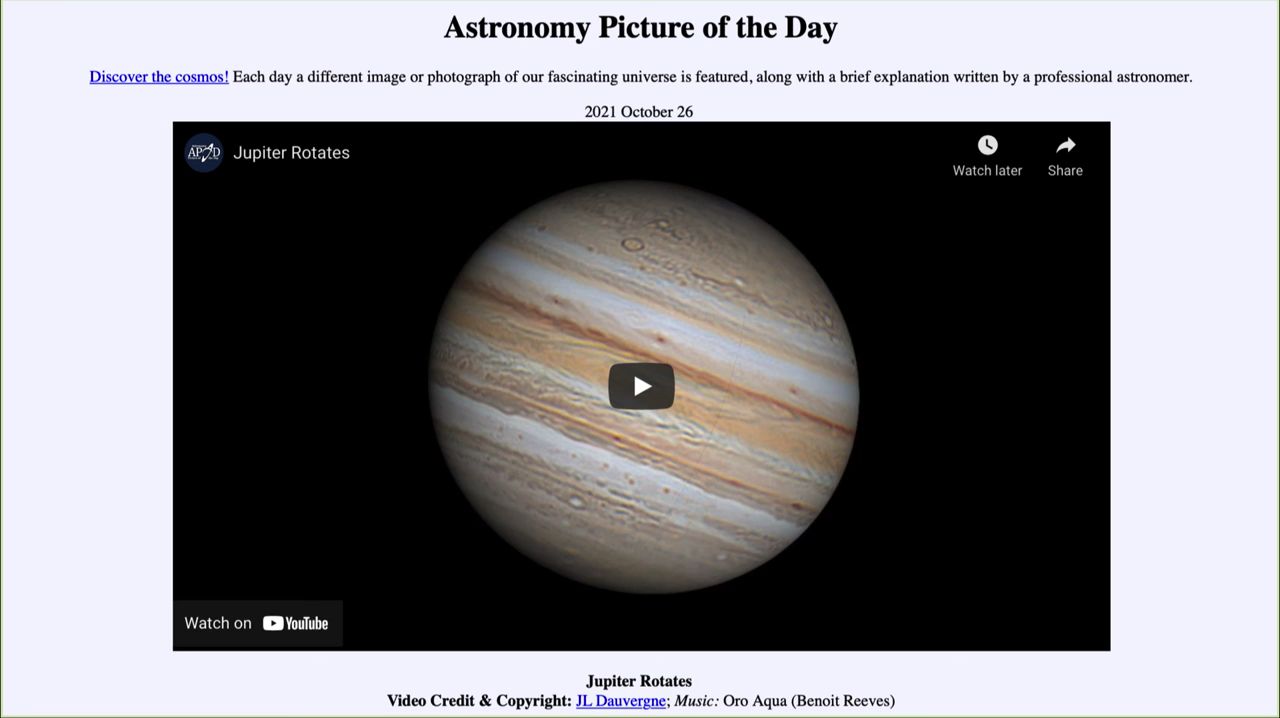 Astronomy Picture of the Day
Discover the cosmos! Each day a different image or photograph of our fascinating universe is featured, along with a brief explanation written by a professional astronomer.
2021 October 26
APOD Jupiter Rotates
Watch later Share
Watch on YouTube
Jupiter Rotates
Video Credit & Copyright: JL Dauvergne; Music: Oro Aqua (Benoit Reeves)